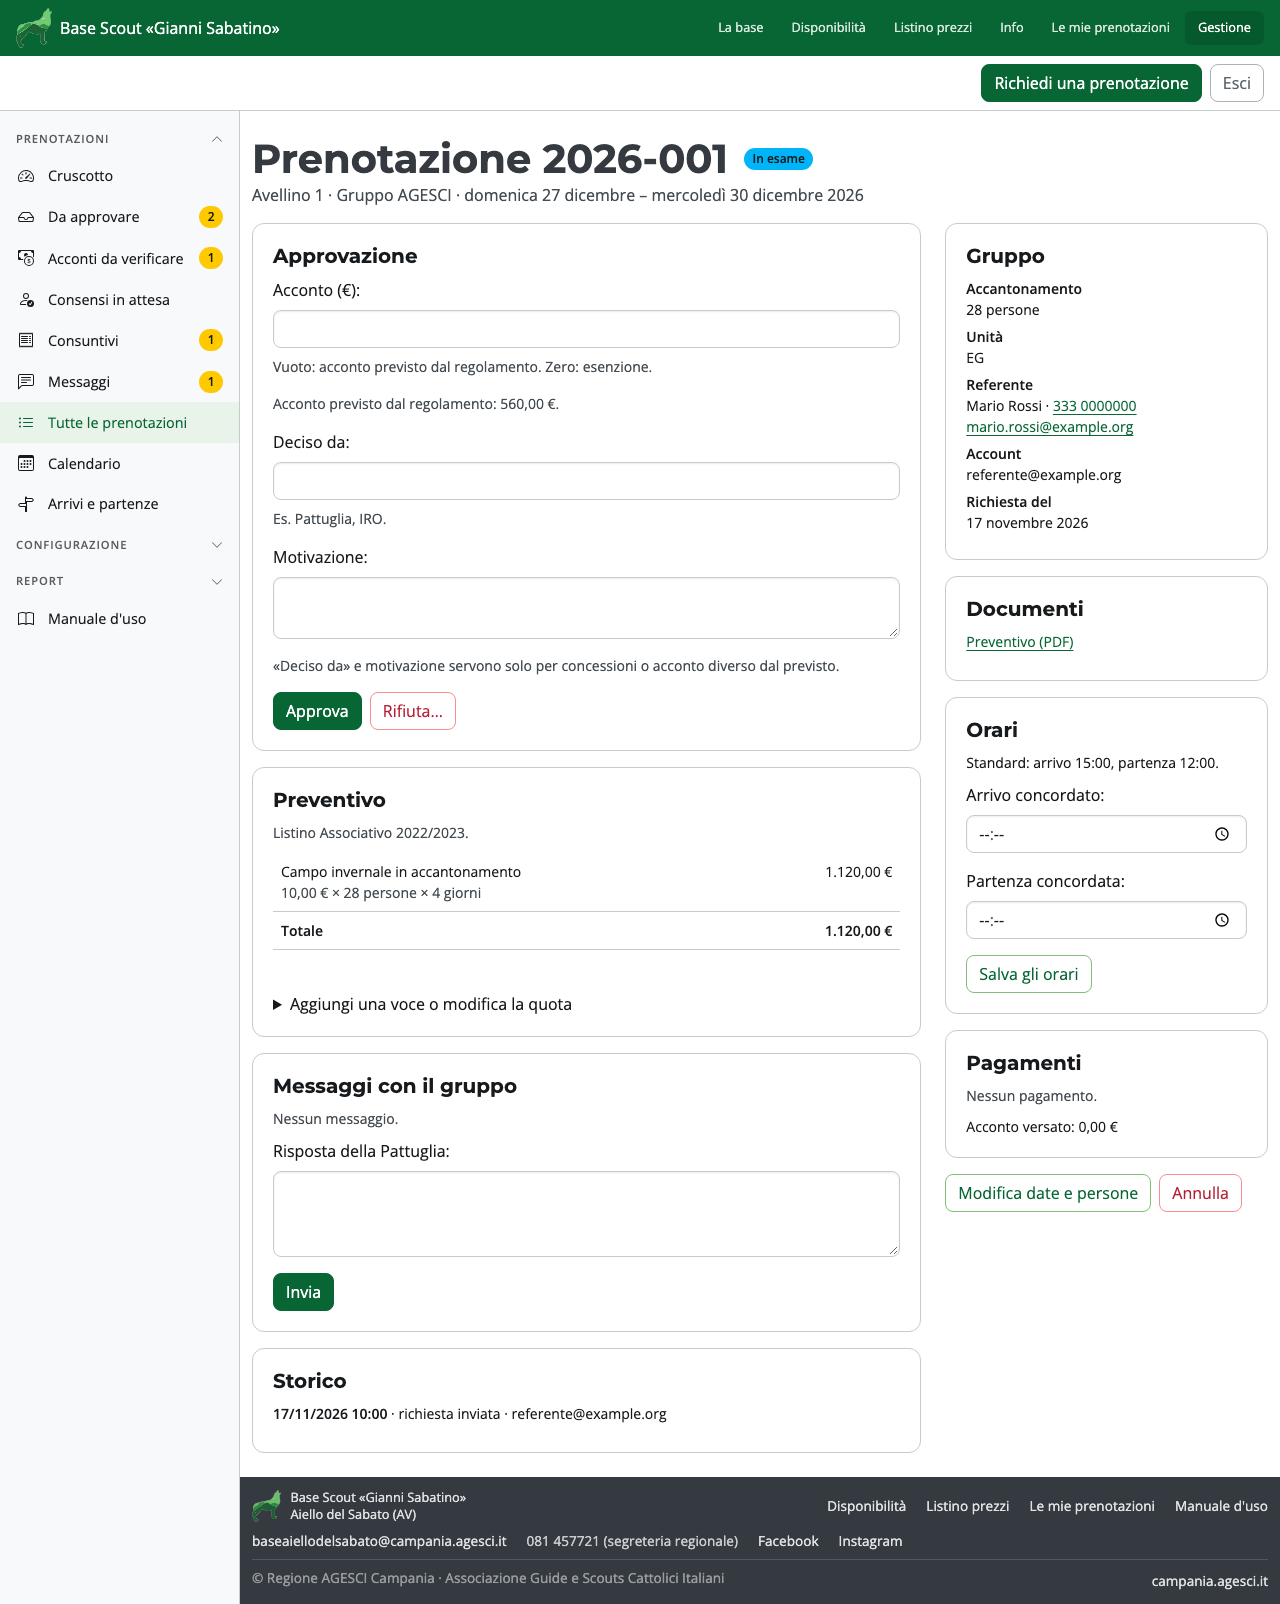 Base Scout «Gianni Sabatino»
La base
Disponibilità
Listino prezzi
Info
Le mie prenotazioni
Gestione
Richiedi una prenotazione
Esci
PRENOTAZIONI
Cruscotto
Da approvare 2
Acconti da verificare 1
Consensi in attesa
Consuntivi 1
Messaggi 1
Tutte le prenotazioni
Calendario
Arrivi e partenze
CONFIGURAZIONE
REPORT
Manuale d'uso
Prenotazione 2026-001 In esame
Avellino 1 · Gruppo AGESCI · domenica 27 dicembre – mercoledì 30 dicembre 2026
Approvazione
Acconto (€):
Vuoto: acconto previsto dal regolamento. Zero: esenzione.
Acconto previsto dal regolamento: 560,00 €.
Deciso da:
Es. Pattuglia, IRO.
Motivazione:
«Deciso da» e motivazione servono solo per concessioni o acconto diverso dal previsto.
Approva
Rifiuta...
Preventivo
Listino Associativo 2022/2023.
Campo invernale in accantonamento 1.120,00 €
10,00 € × 28 persone × 4 giorni
Totale 1.120,00 €
Aggiungi una voce o modifica la quota
Messaggi con il gruppo
Nessun messaggio.
Risposta della Pattuglia:
Invia
Storico
17/11/2026 10:00 · richiesta inviata · referente@example.org
Gruppo
Accantonamento
28 persone
Unità
EG
Referente
Mario Rossi · 333 0000000
mario.rossi@example.org
Account
referente@example.org
Richiesta del
17 novembre 2026
Documenti
Preventivo (PDF)
Orari
Standard: arrivo 15:00, partenza 12:00.
Arrivo concordato:
--:--
Partenza concordata:
--:--
Salva gli orari
Pagamenti
Nessun pagamento.
Acconto versato: 0,00 €
Modifica date e persone
Annulla
Base Scout «Gianni Sabatino»
Aiello del Sabato (AV)
Disponibilità
Listino prezzi
Le mie prenotazioni
Manuale d'uso
baseaiellodelsabato@campania.agesci.it
081 457721 (segreteria regionale)
Facebook
Instagram
© Regione AGESCI Campania · Associazione Guide e Scouts Cattolici Italiani
campania.agesci.it